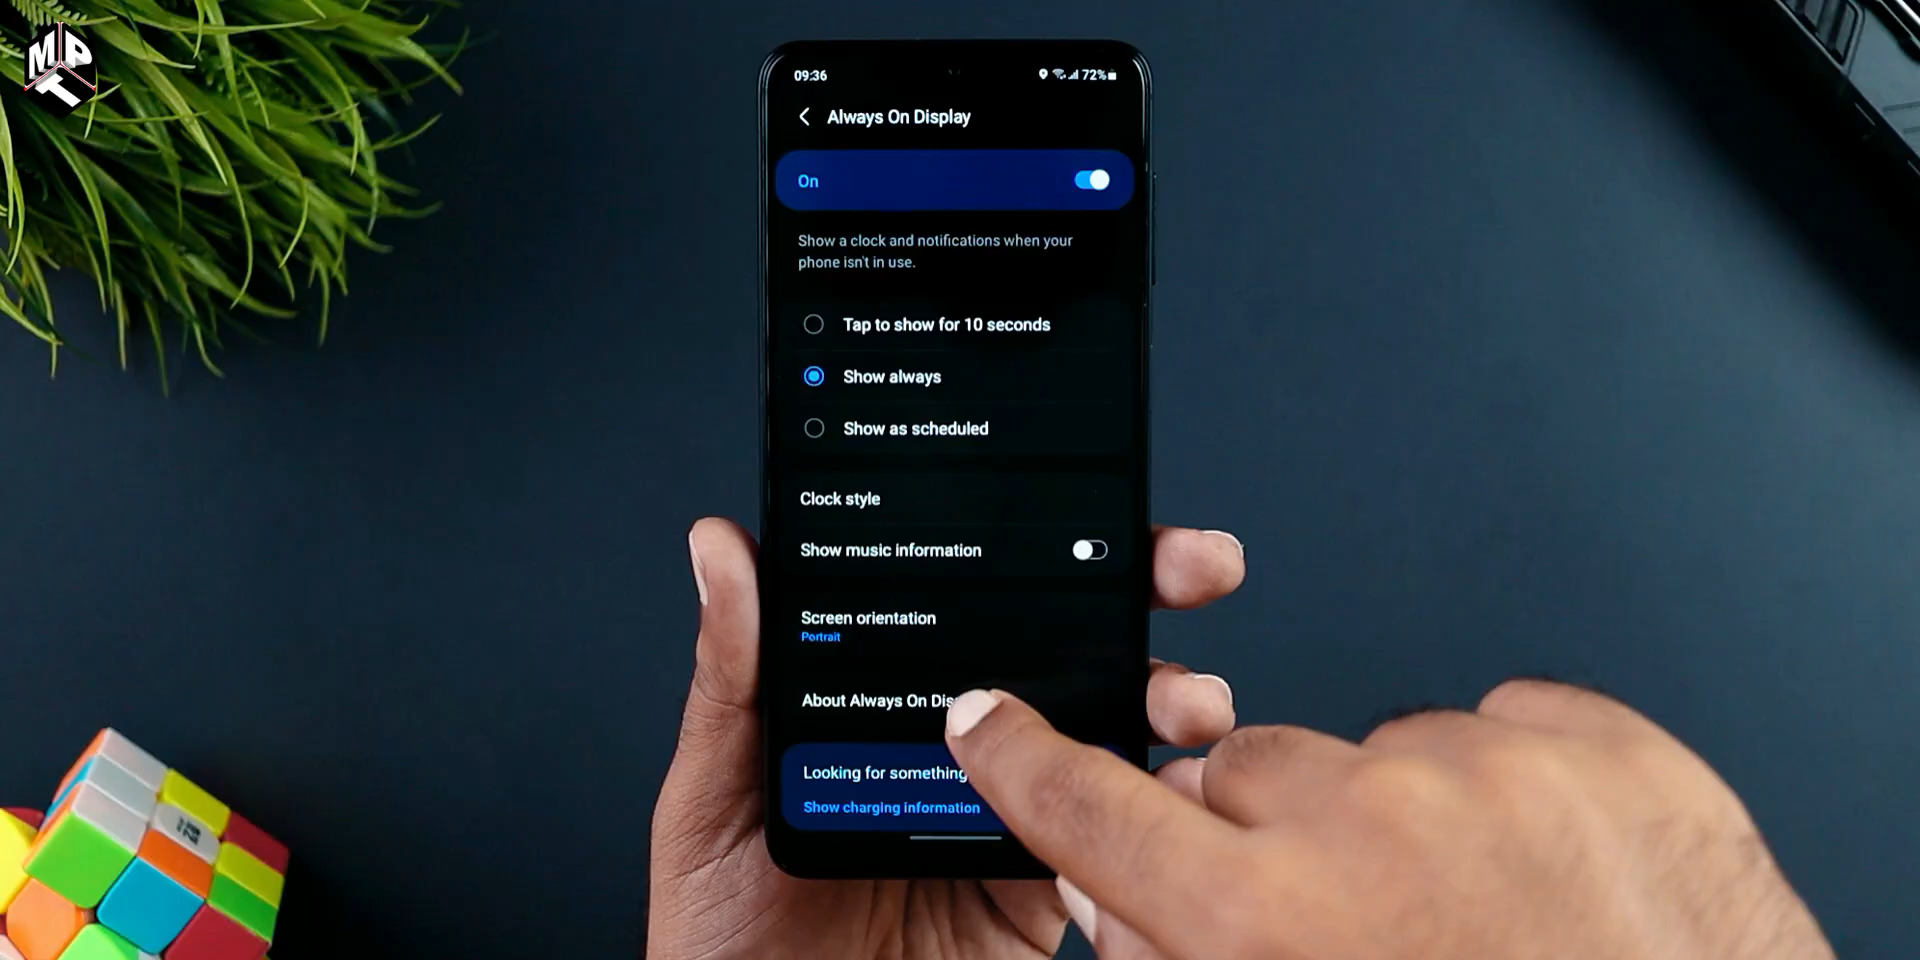 MPT
09:36
72%
Always On Display
On
Show a clock and notifications when your
phone isn't in use.
Tap to show for 10 seconds
Show always
Show as scheduled
Clock style
Show music information
Screen orientation
Portrait
About Always On
Looking for something
Show charging information